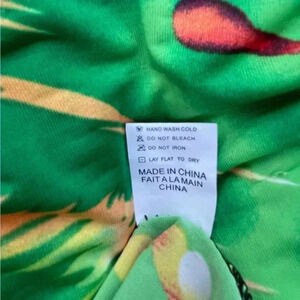 HAND WASH COLD
DO NOT BLEACH
DO NOT IRON
LAY FLAT TO DRY
MADE IN CHINA
FAIT A LA MAIN
CHINA